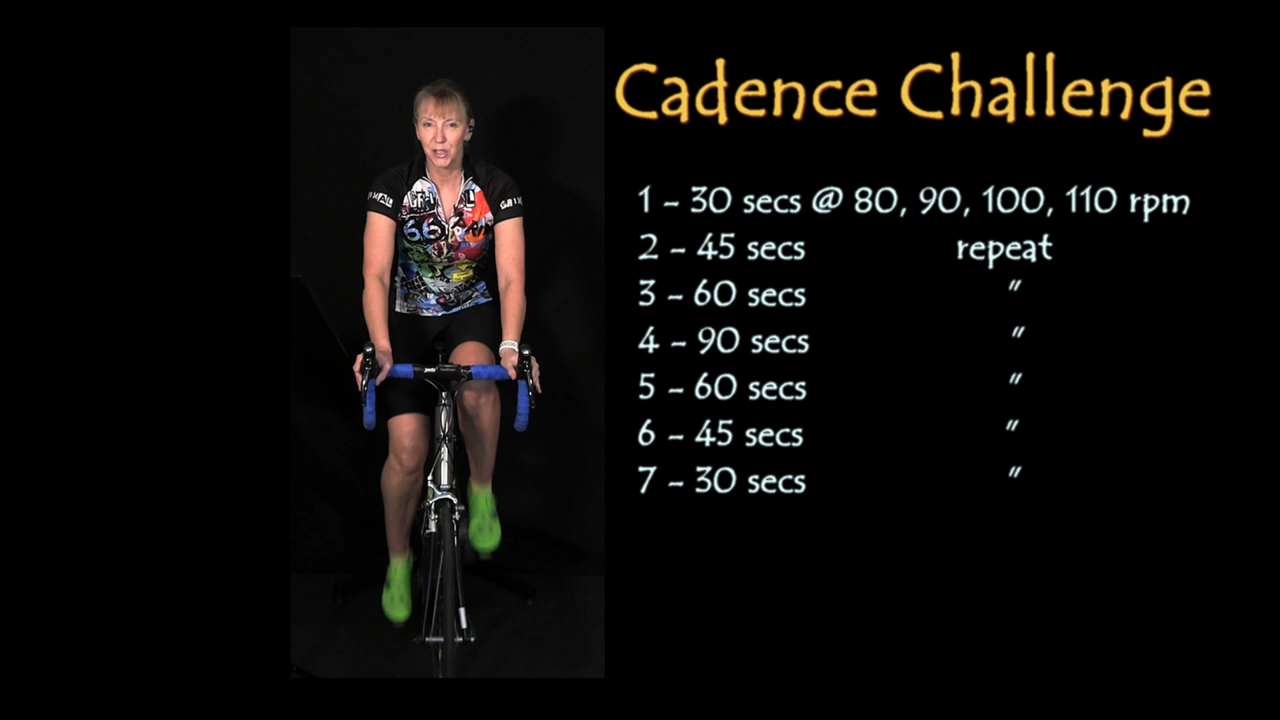 Cadence Challenge
1 - 30 secs @ 80, 90, 100, 110 rpm
2 - 45 secs repeat
3 - 60 secs "
4 - 90 secs "
5 - 60 secs "
6 - 45 secs "
7 - 30 secs "
66